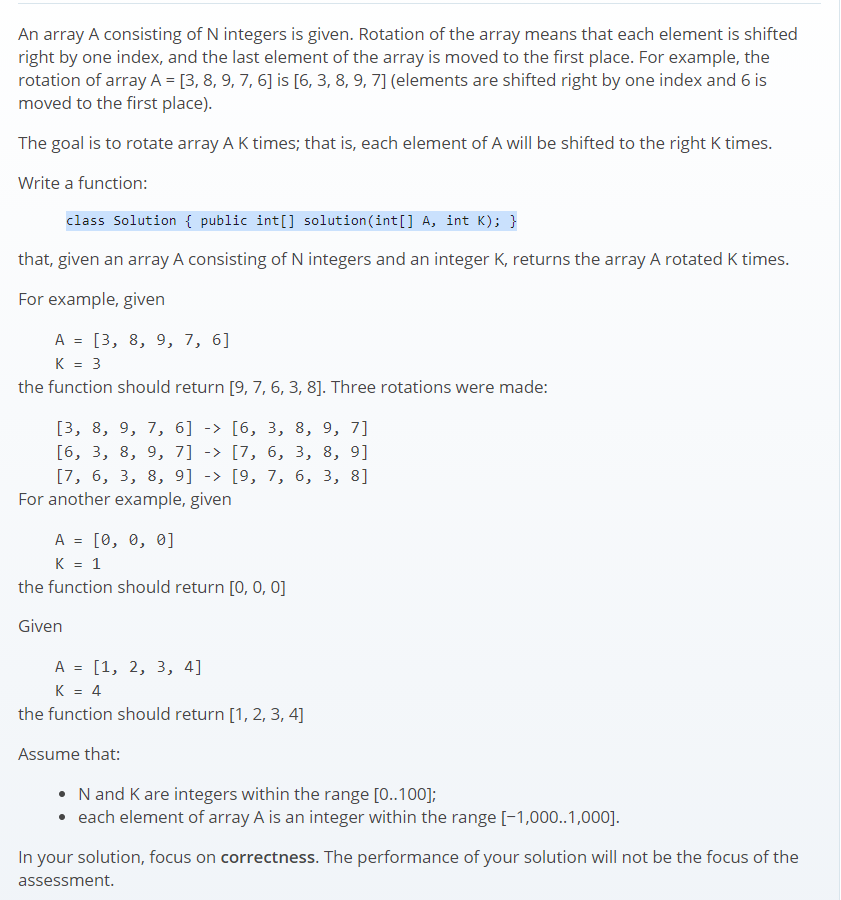 An array A consisting of N integers is given. Rotation of the array means that each element is shifted
right by one index, and the last element of the array is moved to the first place. For example, the
rotation of array A = [3, 8, 9, 7, 6] is [6, 3, 8, 9, 7] (elements are shifted right by one index and 6 is
moved to the first place).
The goal is to rotate array A K times; that is, each element of A will be shifted to the right K times.
Write a function:
class Solution { public int[] solution(int[] A, int K); }
that, given an array A consisting of N integers and an integer K, returns the array A rotated K times.
For example, given
A = [3, 8, 9, 7, 6]
K = 3
the function should return [9, 7, 6, 3, 8]. Three rotations were made:
[3, 8, 9, 7, 6] -> [6, 3, 8, 9, 7]
[6, 3, 8, 9, 7] -> [7, 6, 3, 8, 9]
[7, 6, 3, 8, 9] -> [9, 7, 6, 3, 8]
For another example, given
A = [0, 0, 0]
K = 1
the function should return [0, 0, 0]
Given
A = [1, 2, 3, 4]
K = 4
the function should return [1, 2, 3, 4]
Assume that:
• N and K are integers within the range [0..100];
• each element of array A is an integer within the range [−1,000..1,000].
In your solution, focus on correctness. The performance of your solution will not be the focus of the
assessment.